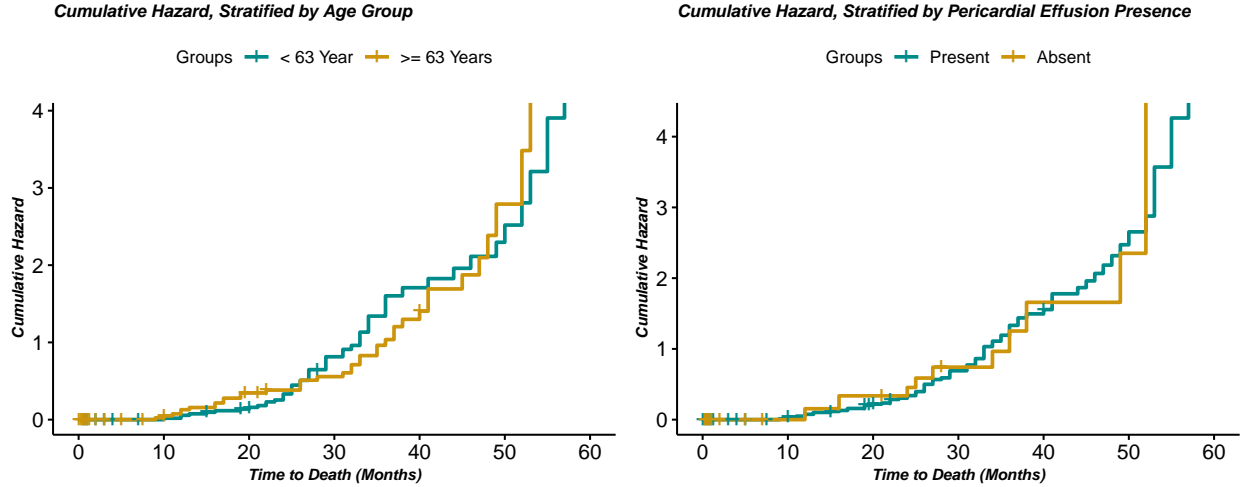 Cumulative Hazard, Stratified by Age Group
Groups < 63 Year >= 63 Years
4
3
2
1
0
Cumulative Hazard
0 10 20 30 40 50 60
Time to Death (Months)
Cumulative Hazard, Stratified by Pericardial Effusion Presence
Groups Present Absent
4
3
2
1
0
Cumulative Hazard
0 10 20 30 40 50 60
Time to Death (Months)